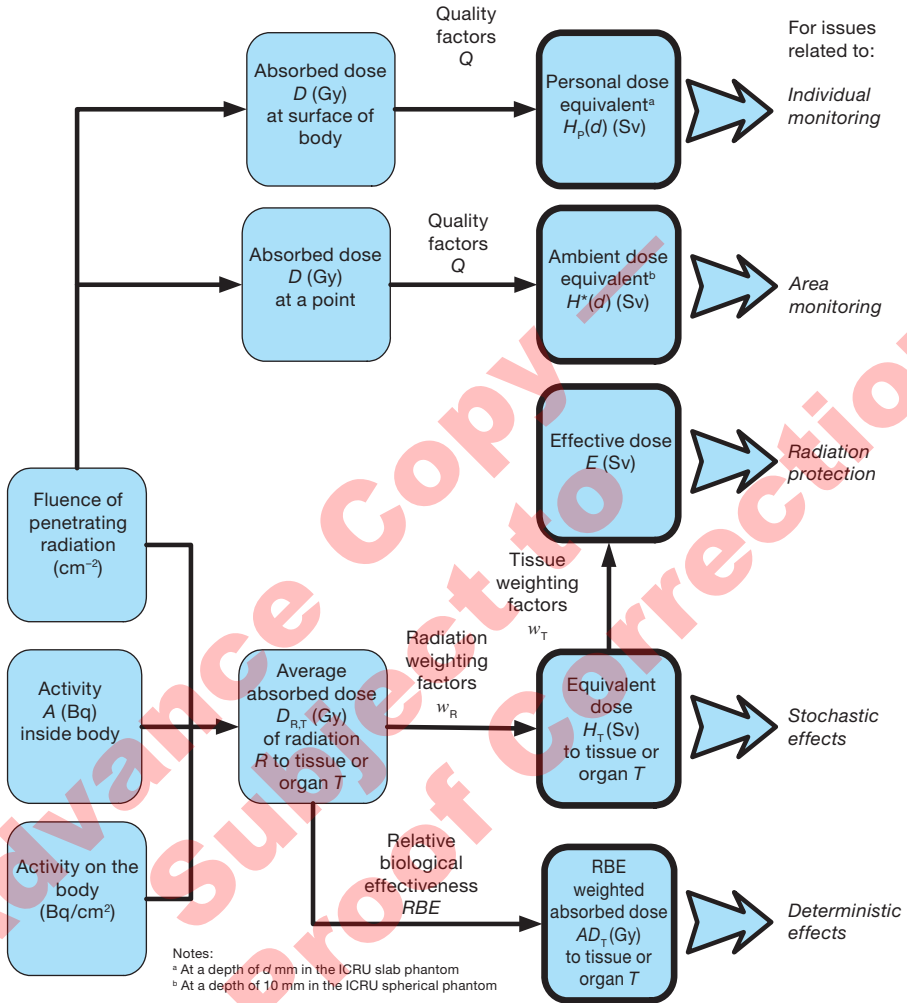 Quality
factors
Q
For issues
related to:
Absorbed dose
D (Gy)
at surface of
body
Personal dose
equivalentᵃ
Hₚ(d) (Sv)
Individual
monitoring
Quality
factors
Q
Absorbed dose
D (Gy)
at a point
Ambient dose
equivalentᵇ
H*(d) (Sv)
Area
monitoring
Effective dose
E (Sv)
Radiation
protection
Fluence of
penetrating
radiation
(cm⁻²)
Tissue
weighting
factors
w_T
Radiation
weighting
factors
w_R
Activity
A (Bq)
inside body
Average
absorbed dose
D_R,T (Gy)
of radiation
R to tissue or
organ T
Equivalent
dose
H_T (Sv)
to tissue or
organ T
Stochastic
effects
Relative
biological
effectiveness
RBE
Activity on the
body
(Bq/cm²)
RBE
weighted
absorbed dose
AD_T (Gy)
to tissue or
organ T
Deterministic
effects
Notes:
ᵃ At a depth of d mm in the ICRU slab phantom
ᵇ At a depth of 10 mm in the ICRU spherical phantom
Advance Copy —
Subject to
Proof of Correction